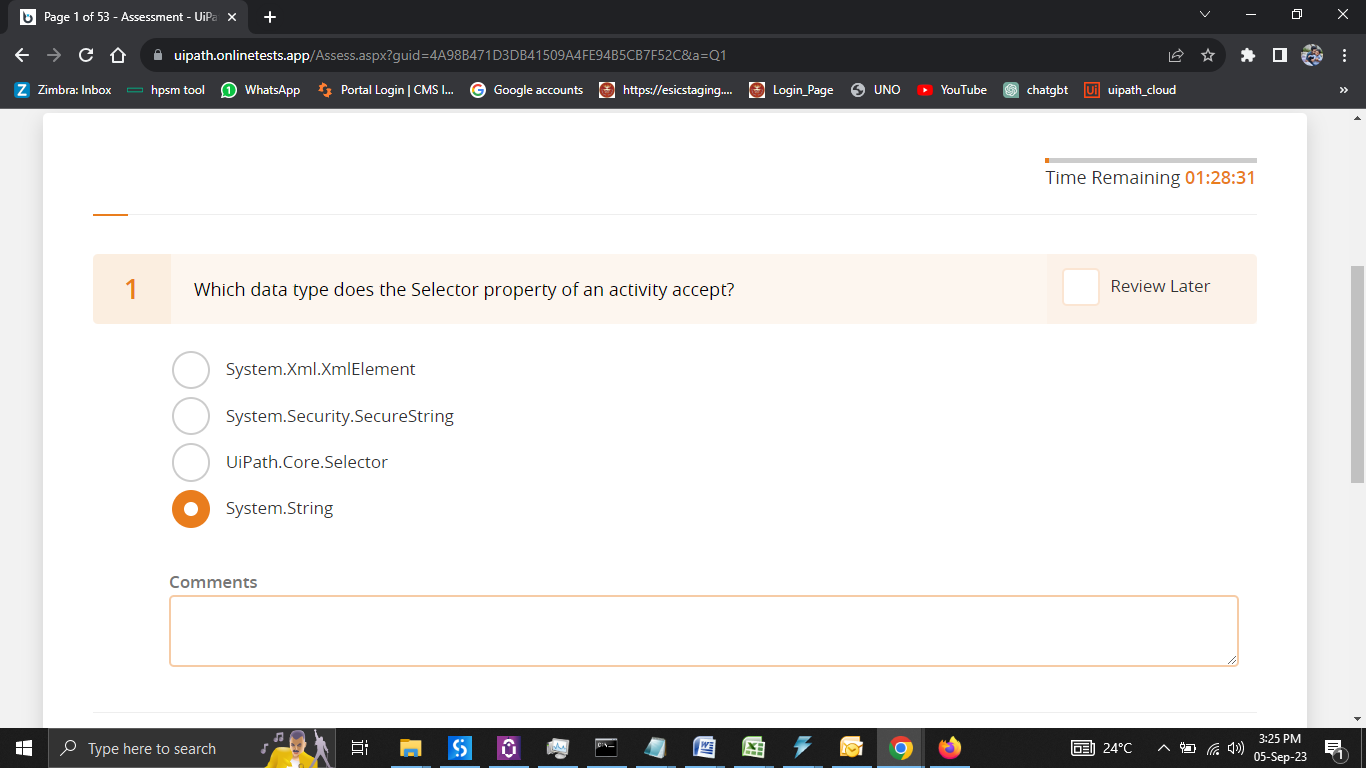 Page 1 of 53 - Assessment - UiPa
uipath.onlinetests.app/Assess.aspx?guid=4A98B471D3DB41509A4FE94B5CB7F52C&a=Q1
Zimbra: Inbox
hpsm tool
WhatsApp
Portal Login | CMS I...
Google accounts
https://esicstaging....
Login_Page
UNO
YouTube
chatgbt
uipath_cloud
»
Time Remaining 01:28:31
1
Which data type does the Selector property of an activity accept?
Review Later
System.Xml.XmlElement
System.Security.SecureString
UiPath.Core.Selector
System.String
Comments
Type here to search
24°C
3:25 PM
05-Sep-23
1